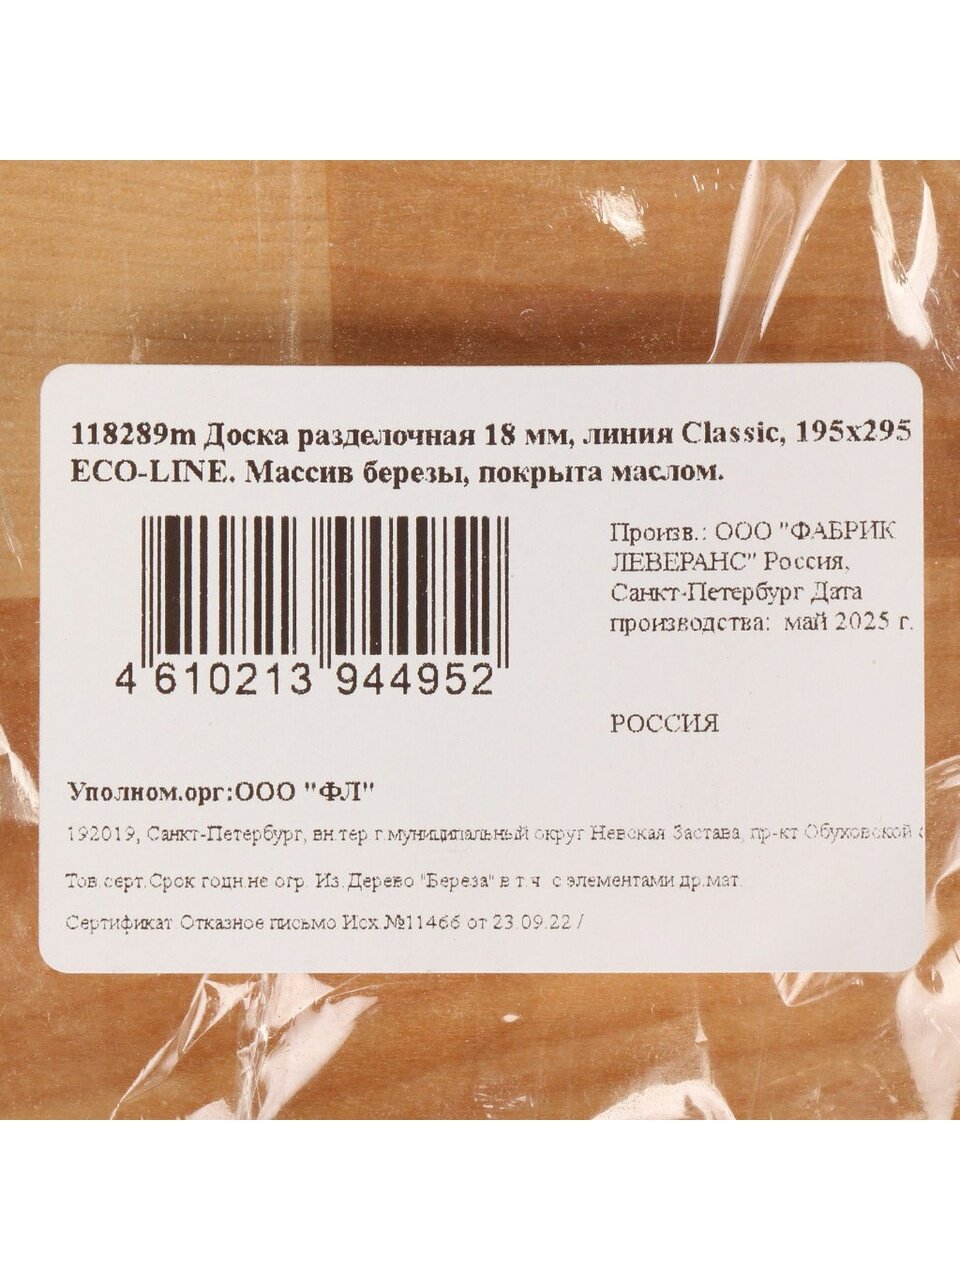 118289m Доска разделочная 18 мм, линия Classic, 195x295
ECO-LINE. Массив березы, покрыта маслом.
Произв.: ООО "ФАБРИК
ЛЕВЕРАНС" Россия,
Санкт-Петербург Дата
производства: май 2025 г.
4 610213 944952
РОССИЯ
Уполном.орг:ООО "ФЛ"
192019, Санкт-Петербург, вн.тер.г.муниципальный округ Невская Застава, пр-кт Обуховской
Тов.серт.Срок годн.не огр. Из.Дерево "Береза" в т.ч. с элементами др.мат.
Сертификат Отказное письмо Исх.№11466 от 23.09.22 /